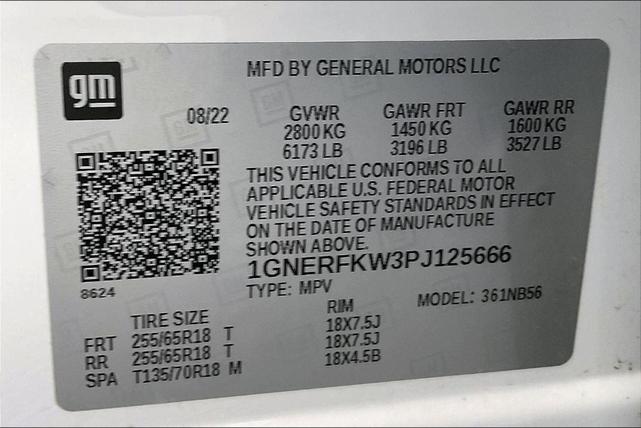 gm
MFD BY GENERAL MOTORS LLC
08/22 GVWR GAWR FRT GAWR RR
2800 KG 1450 KG 1600 KG
6173 LB 3196 LB 3527 LB
THIS VEHICLE CONFORMS TO ALL
APPLICABLE U.S. FEDERAL MOTOR
VEHICLE SAFETY STANDARDS IN EFFECT
ON THE DATE OF MANUFACTURE
SHOWN ABOVE.
1GNERFKW3PJ125666
8624
TYPE: MPV MODEL: 361NB56
TIRE SIZE RIM
FRT 255/65R18 T 18X7.5J
RR 255/65R18 T 18X7.5J
SPA T135/70R18 M 18X4.5B